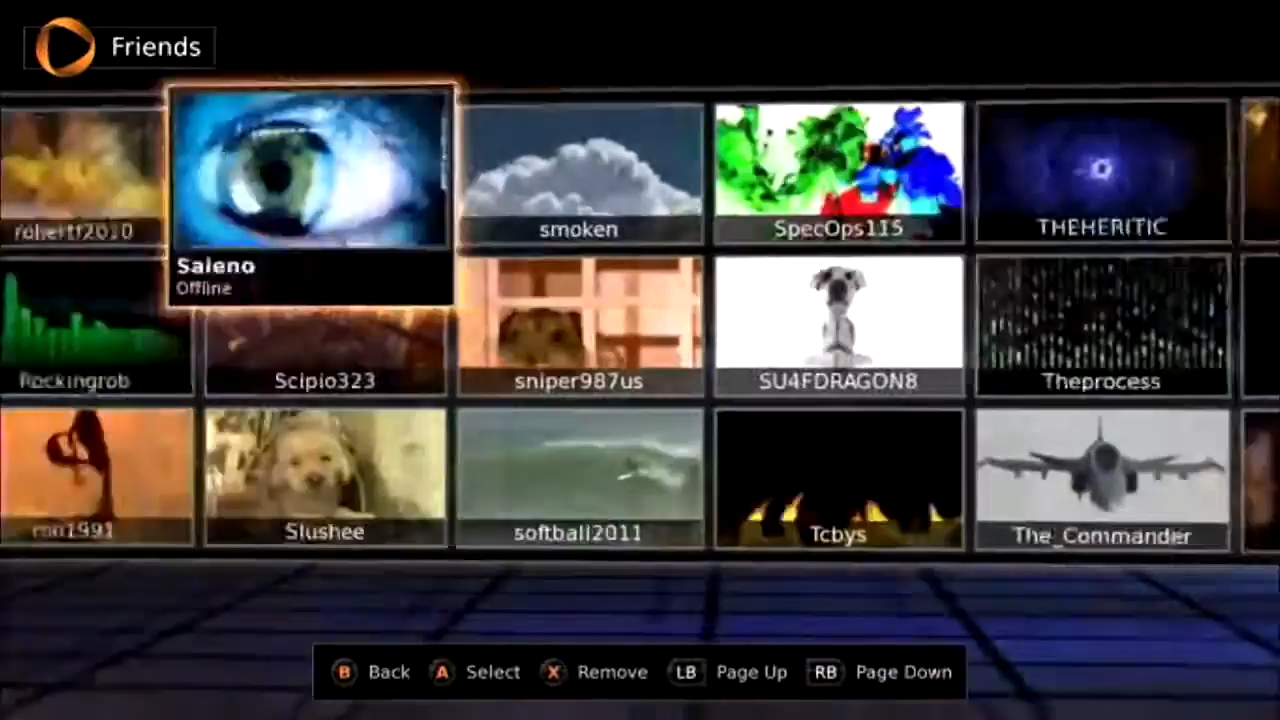 Friends
robertf2010
Saleno
Offline
smoken
SpecOps115
THEHERITIC
Rockingrob
Scipio323
sniper987us
SU4FDRAGON8
Theprocess
Slushee
softball2011
Tcbys
The_Commander
B Back A Select X Remove LB Page Up RB Page Down